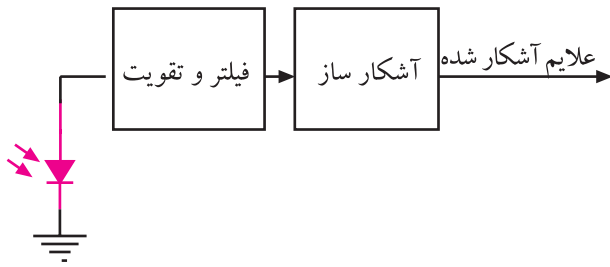 فیلتر و تقویت
آشکار ساز
علایم آشکار شده